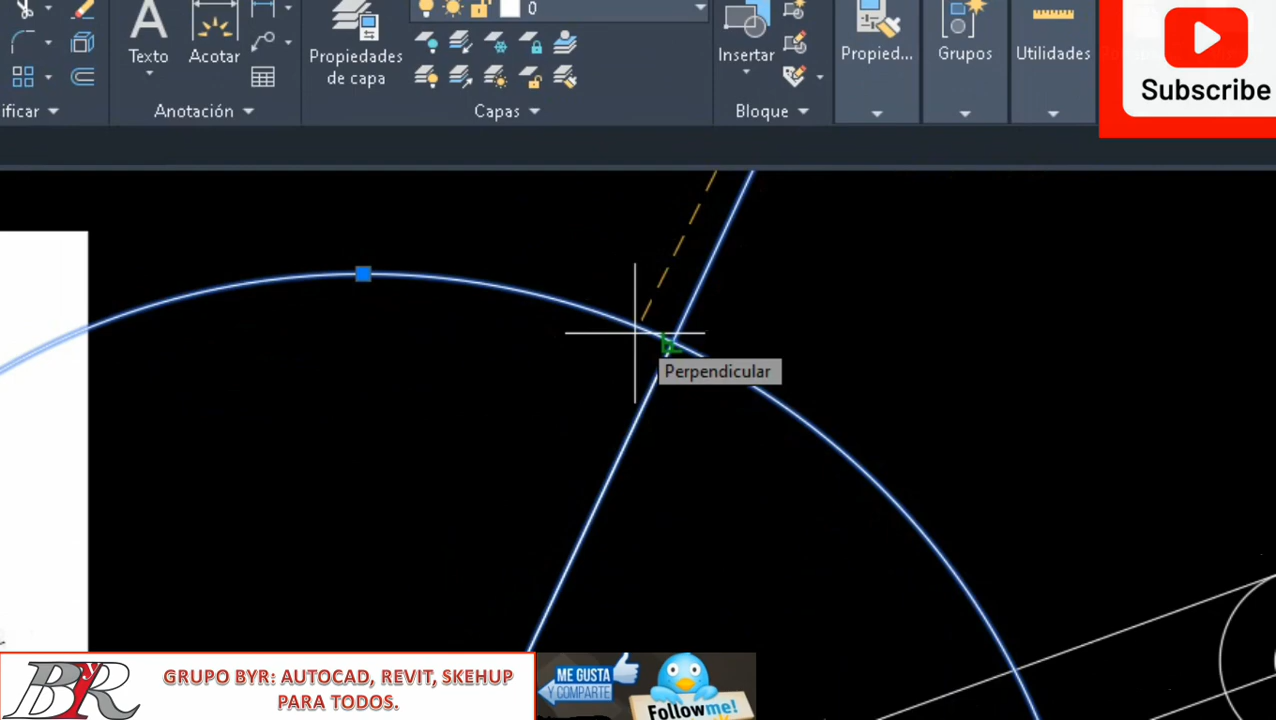 0
Texto
Acotar
Propiedades
de capa
Insertar
Propied...
Grupos
Utilidades
ificar
Anotación
Capas
Bloque
Subscribe
Perpendicular
ByR
GRUPO BYR: AUTOCAD, REVIT, SKEHUP
PARA TODOS.
ME GUSTA
Y COMPARTE
Followme!